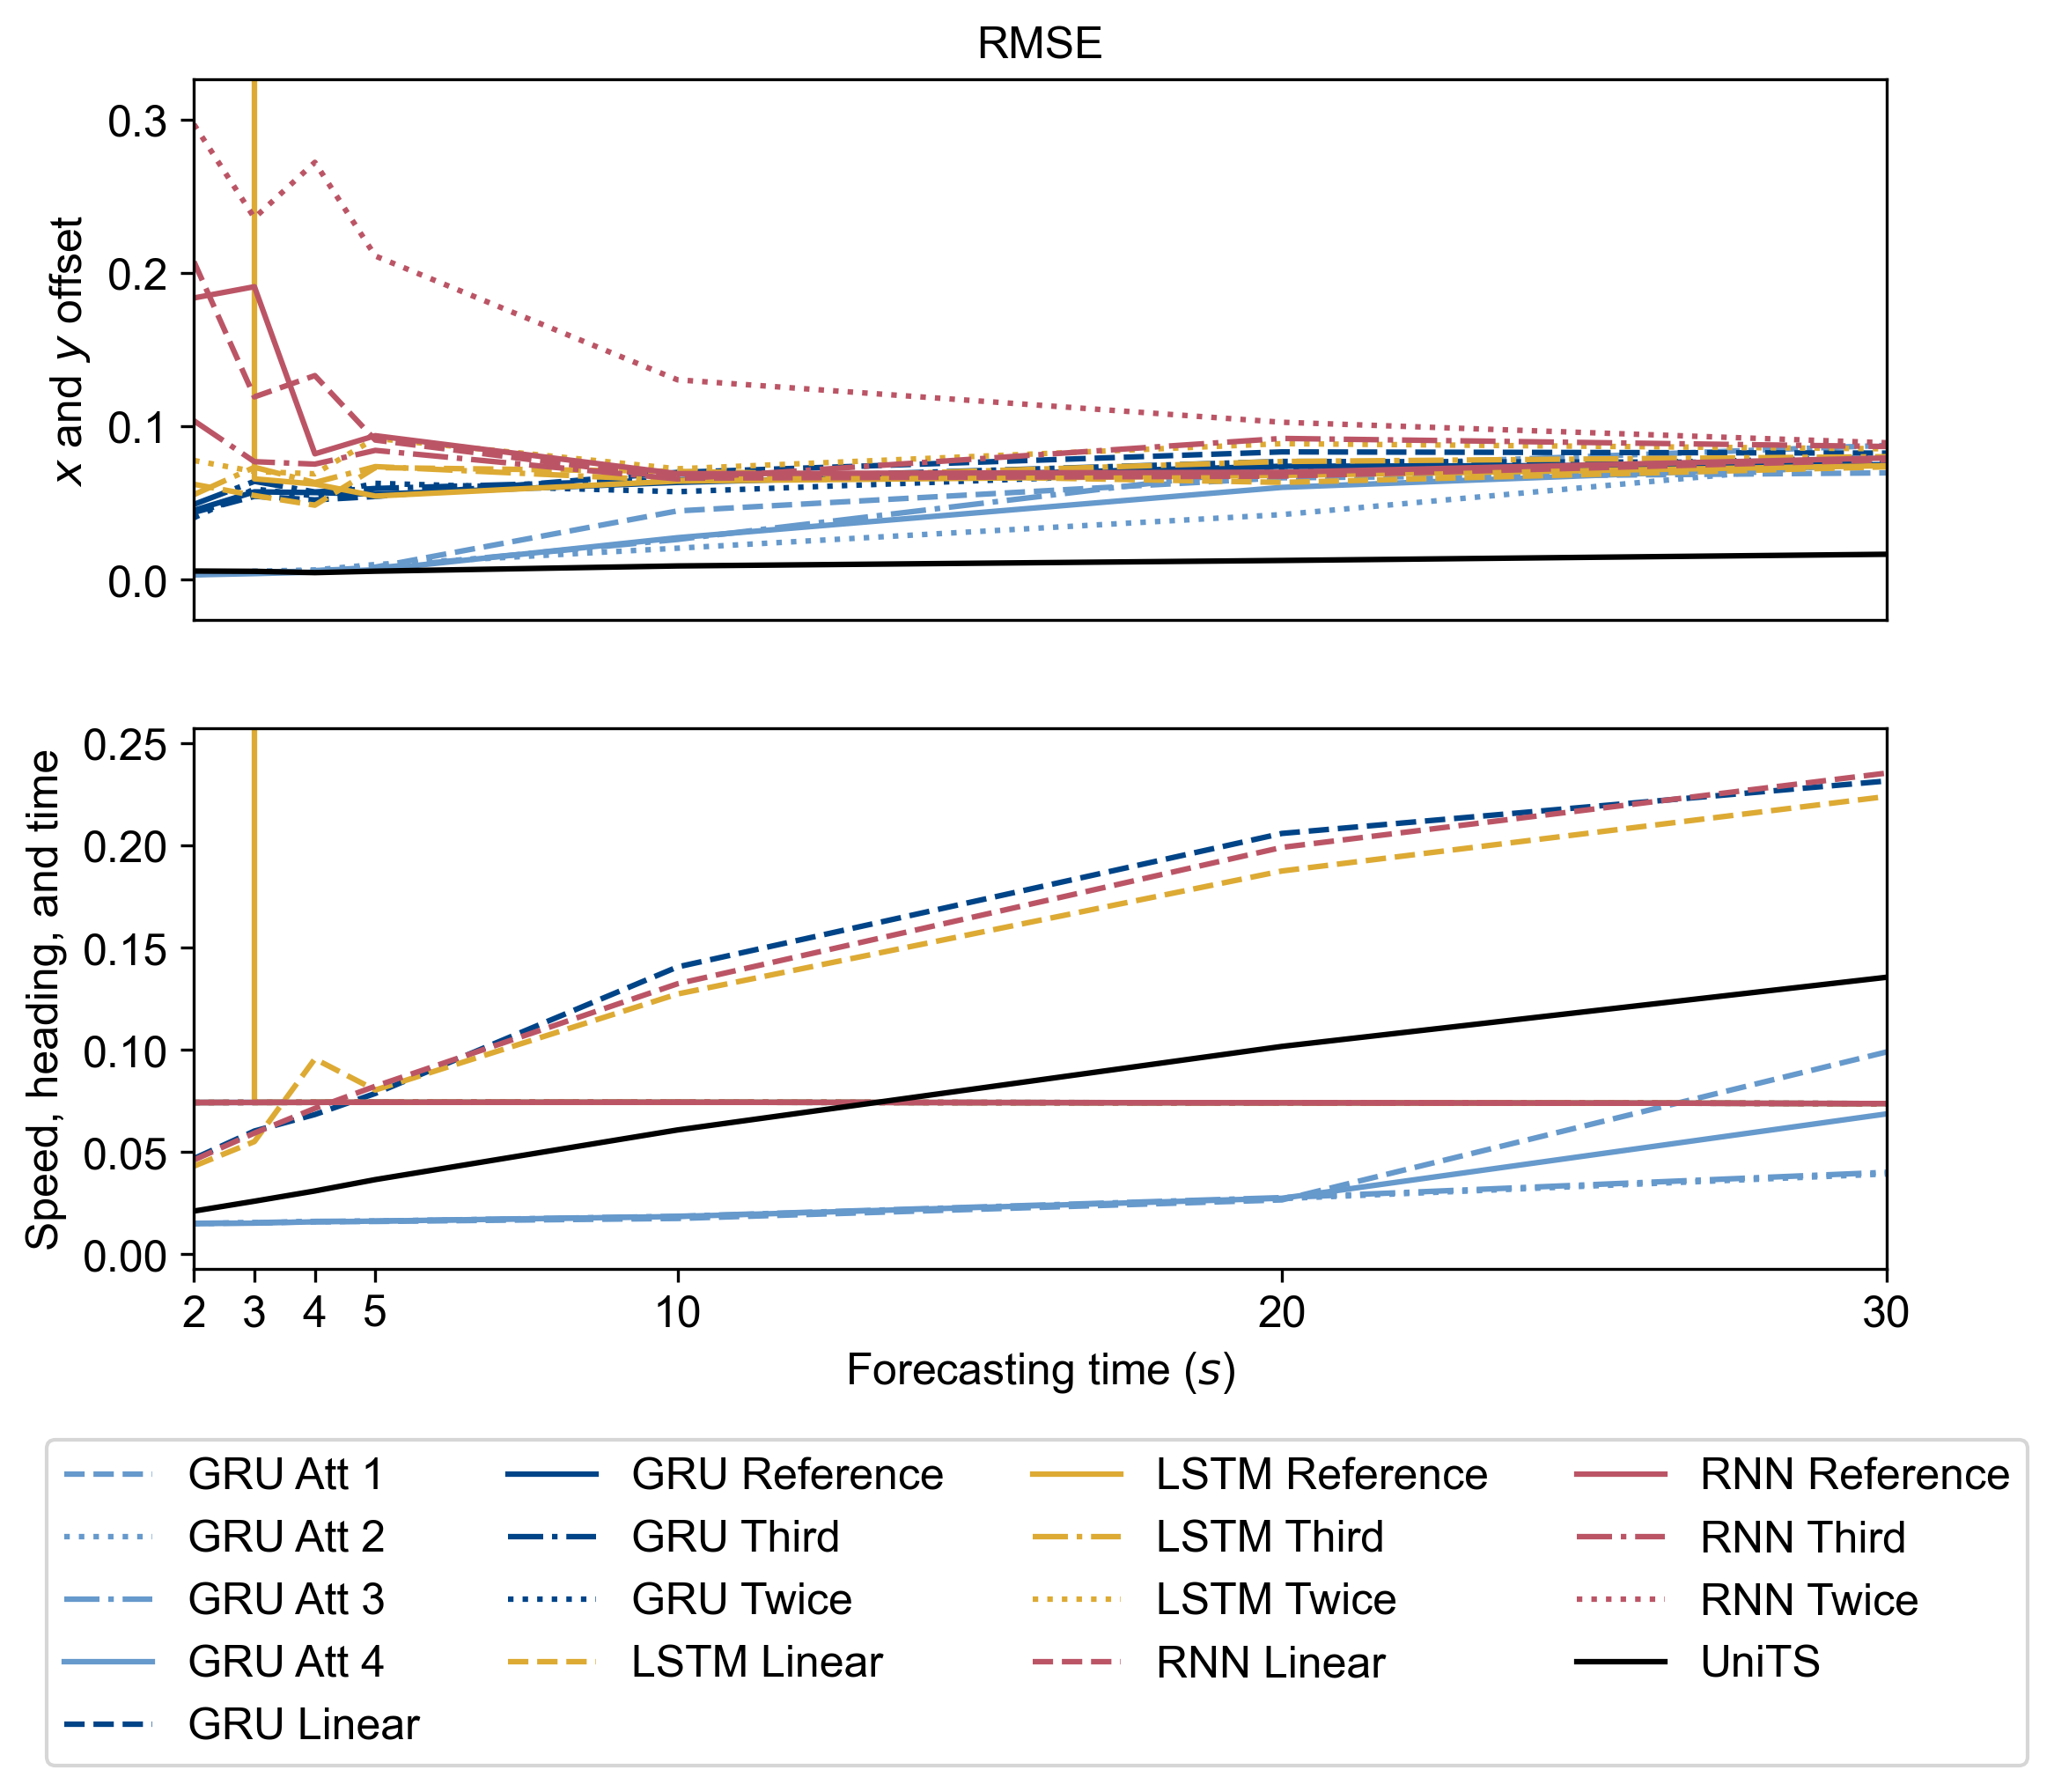 RMSE
0.3
0.2
0.1
0.0
x and y offset
0.25
0.20
0.15
0.10
0.05
0.00
Speed, heading, and time
2 3 4 5 10 20 30
Forecasting time (s)
GRU Att 1
GRU Att 2
GRU Att 3
GRU Att 4
GRU Linear
GRU Reference
GRU Third
GRU Twice
LSTM Linear
LSTM Reference
LSTM Third
LSTM Twice
RNN Linear
RNN Reference
RNN Third
RNN Twice
UniTS